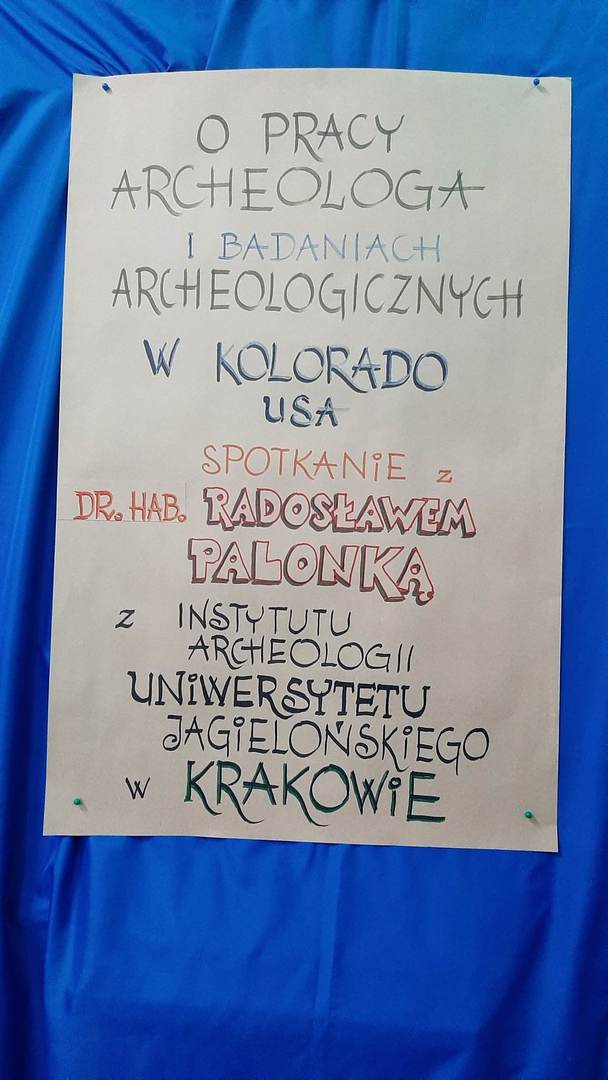 O PRACY
ARCHEOLOGA
I BADANIACH
ARCHEOLOGICZNYCH
W KOLORADO
USA
SPOTKANIE Z
DR. HAB. RADOSŁAWEM
PALONKĄ
Z INSTYTUTU
ARCHEOLOGII
UNIWERSYTETU
JAGIELOŃSKIEGO
W KRAKOWIE